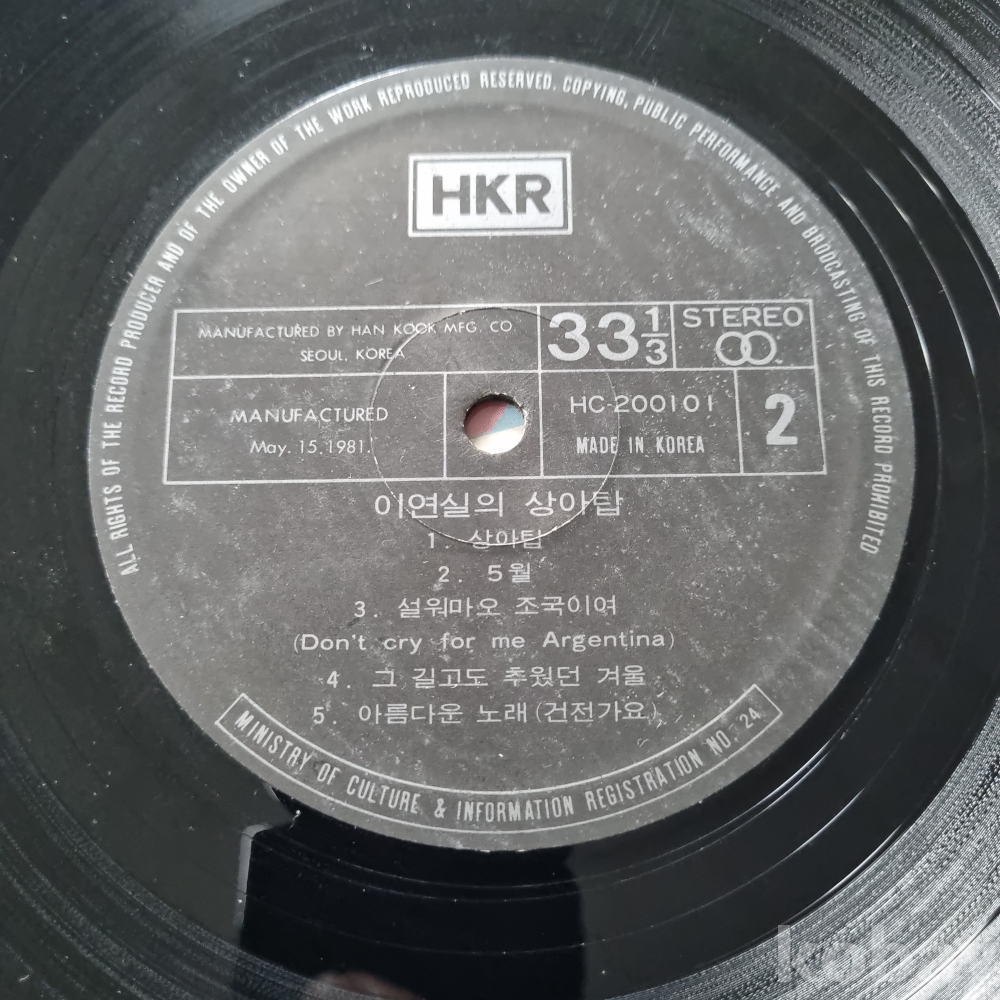 ALL RIGHTS OF THE RECORD PRODUCER AND OF THE OWNER OF THE WORK REPRODUCED RESERVED. COPYING, PUBLIC PERFORMANCE AND BRODCASTING OF THIS RECORD PROHIBITED
HKR
MANUFACTURED BY HAN KOOK MFG. CO
SEOUL, KOREA
33 1/3
STEREO
MANUFACTURED
May. 15. 1981.
HC-200101
MADE IN KOREA
2
이연실의 상아탑
1. 상아탑
2. 5월
3. 설워마오 조국이여
(Don't cry for me Argentina)
4. 그 길고도 추웠던 겨울
5. 아름다운 노래(건전가요)
MINISTRY OF CULTURE & INFORMATION REGISTRATION NO. 24